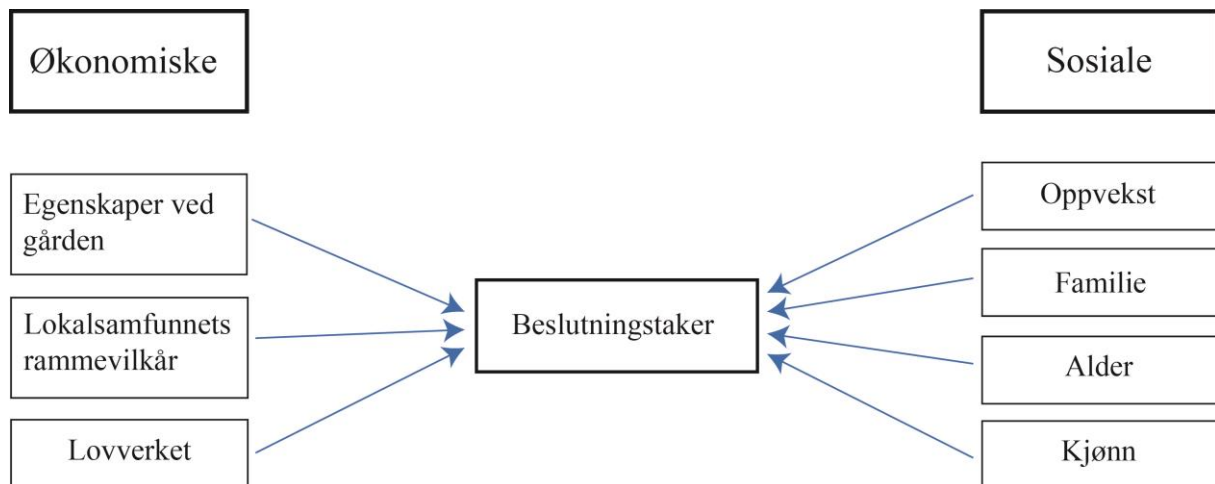 Økonomiske
Egenskaper ved
gården
Lokalsamfunnets
rammevilkår
Lovverket
Beslutningstaker
Sosiale
Oppvekst
Familie
Alder
Kjønn